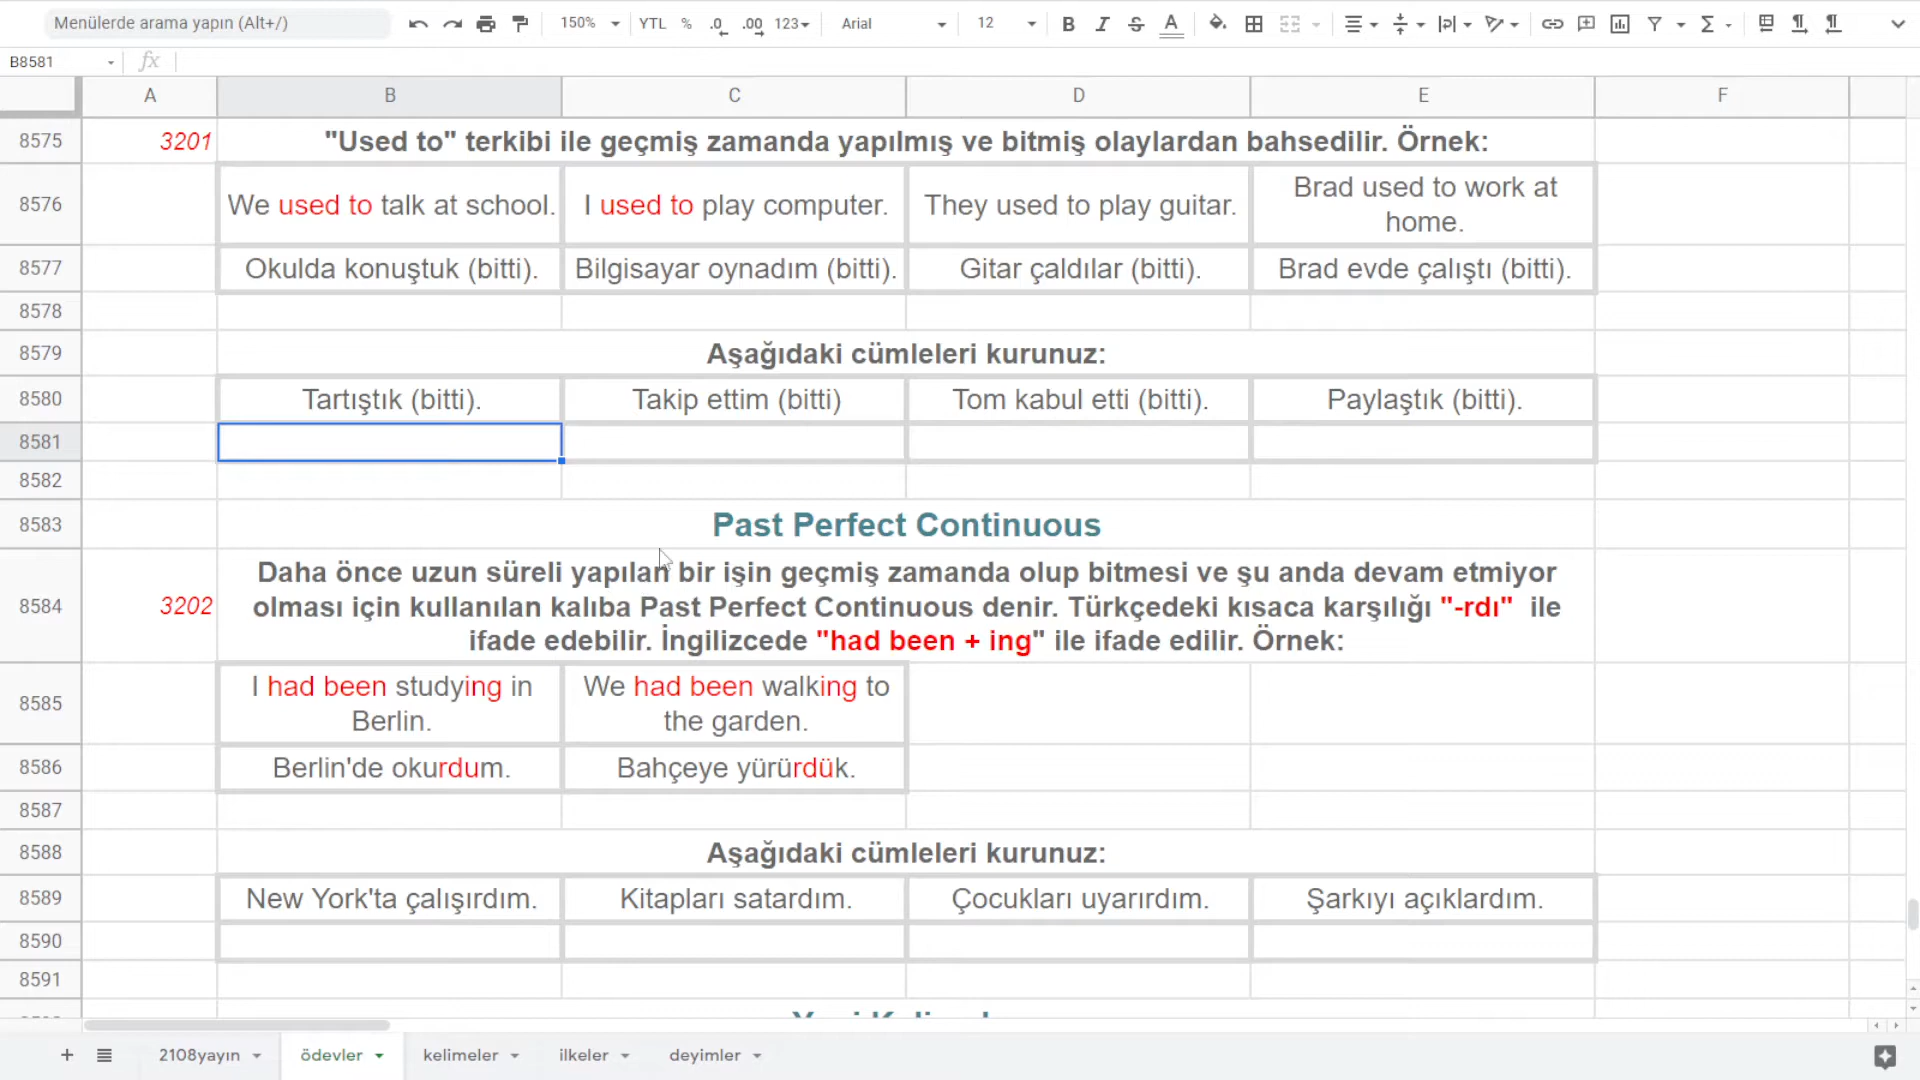 Menülerde arama yapın (Alt+/)
150%
YTL
%
.0
.00
123
Arial
12
B8581
fx
A
B
C
D
E
F
8575
3201
"Used to" terkibi ile geçmiş zamanda yapılmış ve bitmiş olaylardan bahsedilir. Örnek:
8576
We used to talk at school.
I used to play computer.
They used to play guitar.
Brad used to work at
home.
8577
Okulda konuştuk (bitti).
Bilgisayar oynadım (bitti).
Gitar çaldılar (bitti).
Brad evde çalıştı (bitti).
8578
8579
Aşağıdaki cümleleri kurunuz:
8580
Tartıştık (bitti).
Takip ettim (bitti)
Tom kabul etti (bitti).
Paylaştık (bitti).
8581
8582
8583
Past Perfect Continuous
8584
3202
Daha önce uzun süreli yapılan bir işin geçmiş zamanda olup bitmesi ve şu anda devam etmiyor
olması için kullanılan kalıba Past Perfect Continuous denir. Türkçedeki kısaca karşılığı "-rdı" ile
ifade edebilir. İngilizcede "had been + ing" ile ifade edilir. Örnek:
8585
I had been studying in
Berlin.
We had been walking to
the garden.
8586
Berlin'de okurdum.
Bahçeye yürürdük.
8587
8588
Aşağıdaki cümleleri kurunuz:
8589
New York'ta çalışırdım.
Kitapları satardım.
Çocukları uyarırdım.
Şarkıyı açıklardım.
8590
8591
2108yayın
ödevler
kelimeler
ilkeler
deyimler